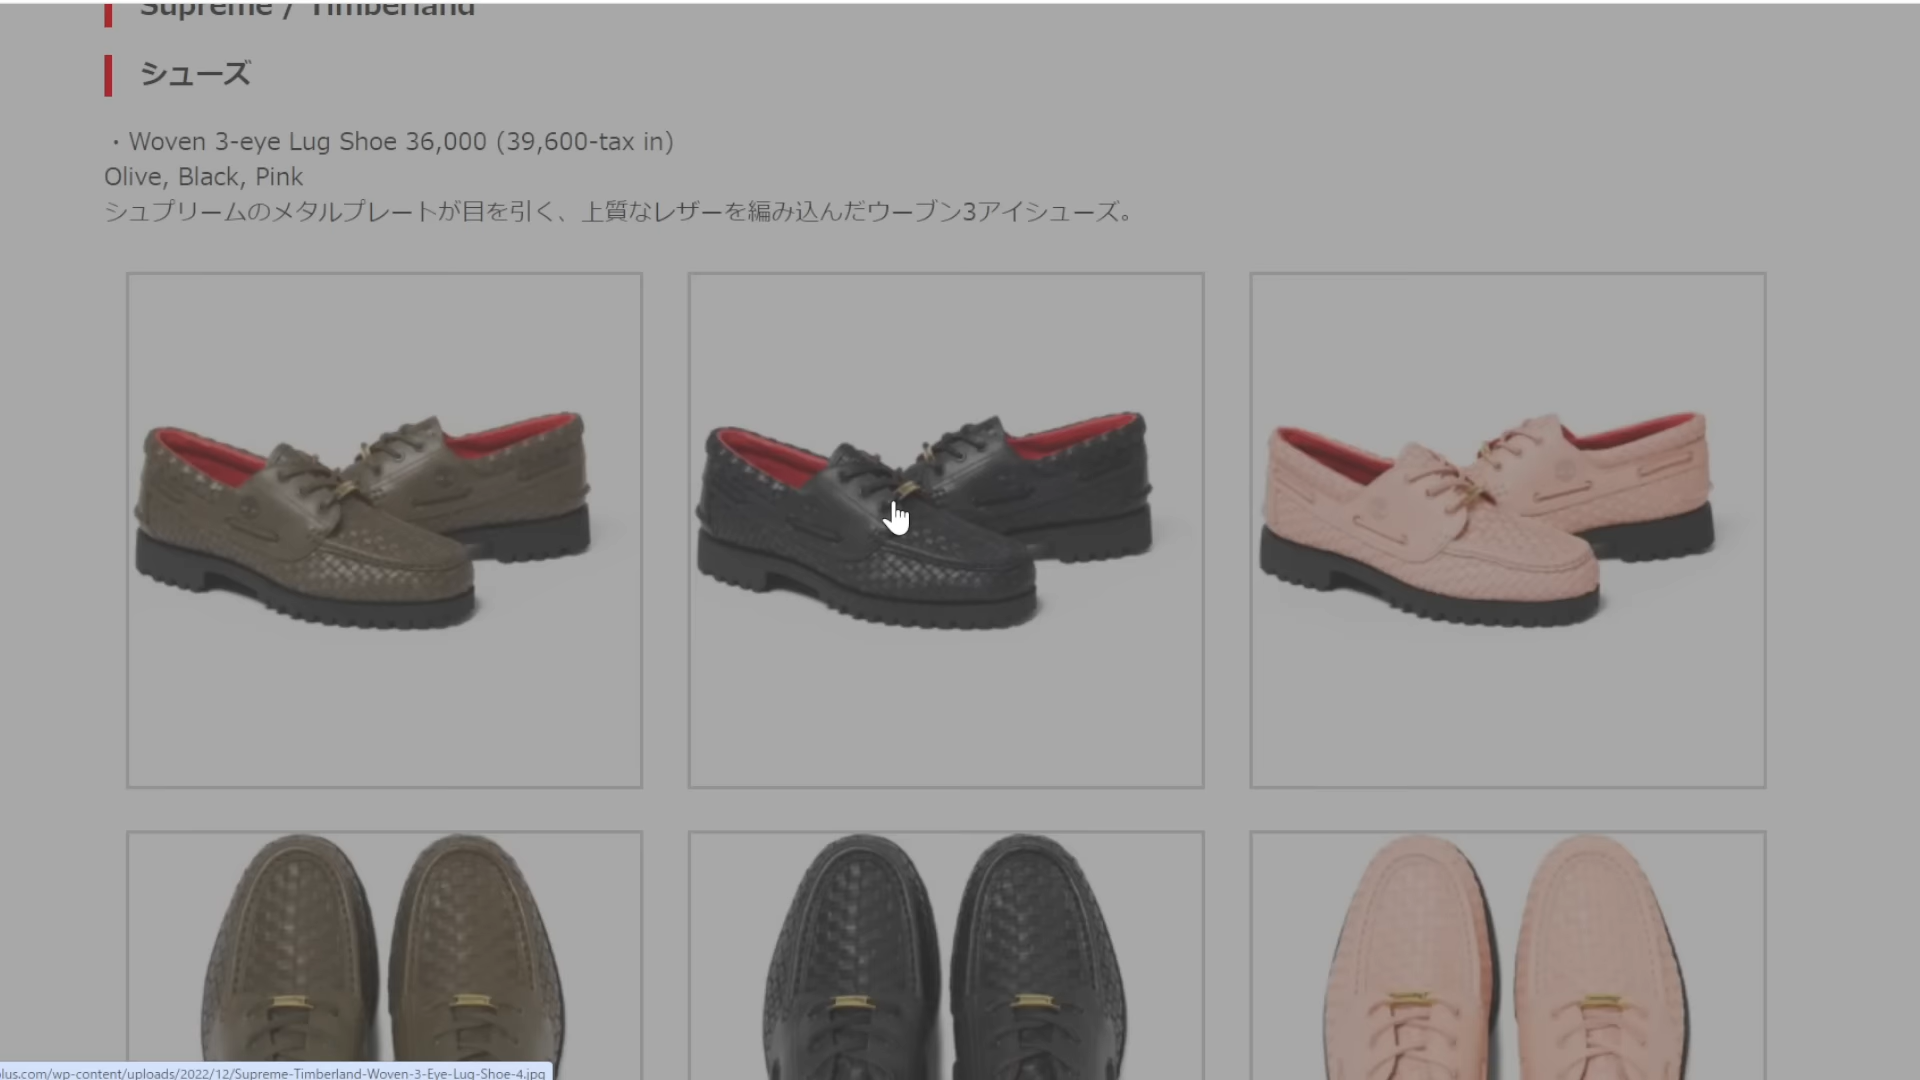 Supreme / Timberland
シューズ
・Woven 3-eye Lug Shoe 36,000 (39,600-tax in)
Olive, Black, Pink
シュプリームのメタルプレートが目を引く、上質なレザーを編み込んだウーブン3アイシューズ。
lus.com/wp-content/uploads/2022/12/Supreme-Timberland-Woven-3-Eye-Lug-Shoe-4.jpg